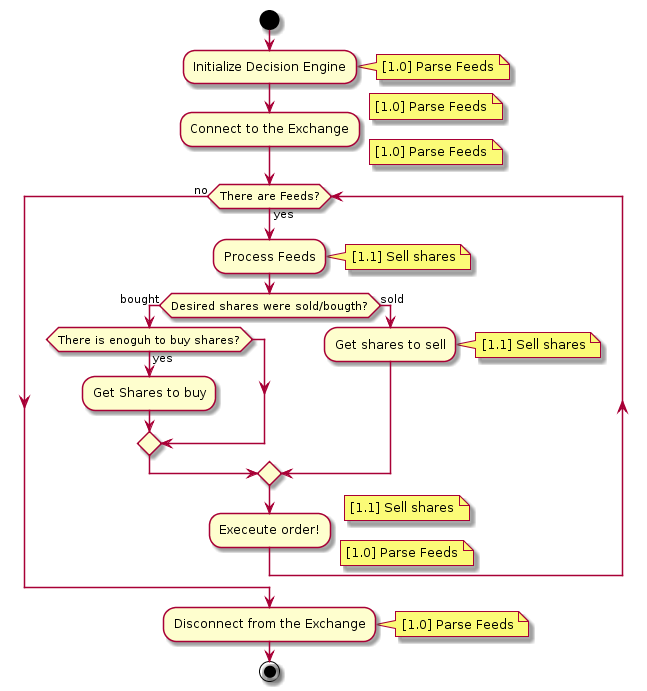 Initialize Decision Engine
[1.0] Parse Feeds
[1.0] Parse Feeds
Connect to the Exchange
[1.0] Parse Feeds
no
There are Feeds?
yes
Process Feeds
[1.1] Sell shares
bought
Desired shares were sold/bougth?
sold
There is enoguh to buy shares?
Get shares to sell
[1.1] Sell shares
yes
Get Shares to buy
[1.1] Sell shares
Execeute order!
[1.0] Parse Feeds
Disconnect from the Exchange
[1.0] Parse Feeds